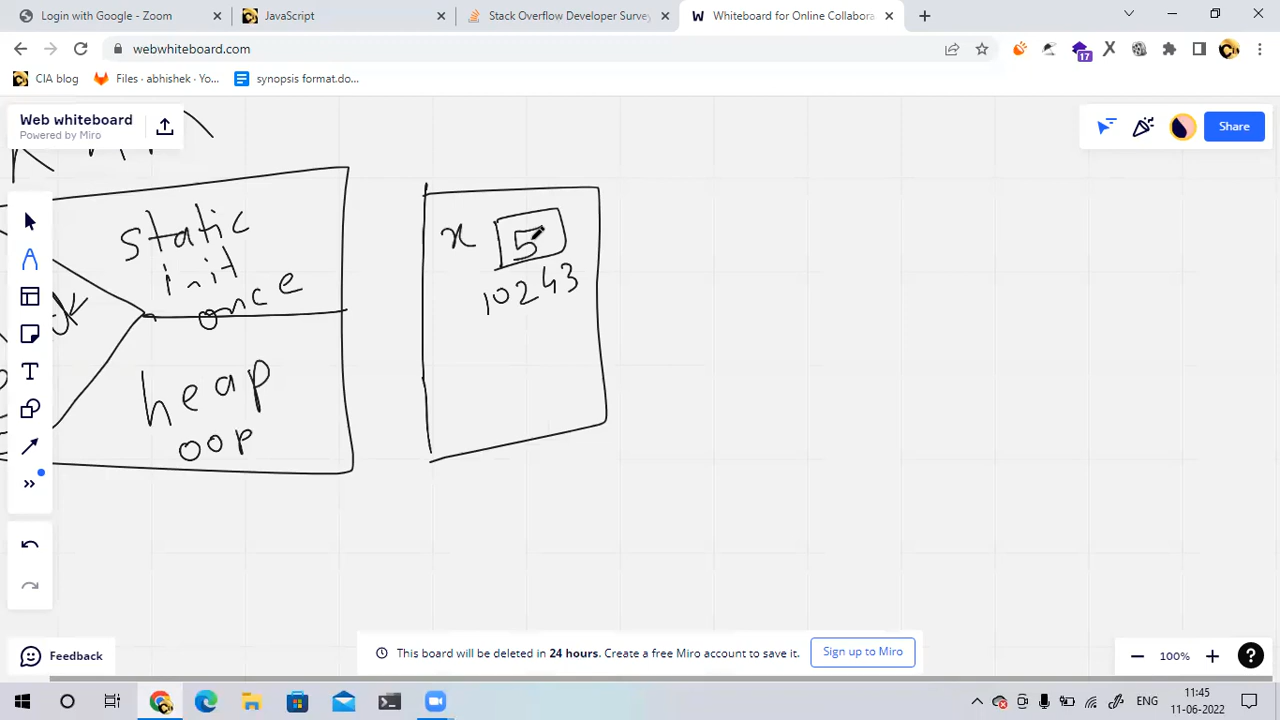 Login with Google - Zoom
JavaScript
Stack Overflow Developer Survey
Whiteboard for Online Collabora
webwhiteboard.com
17
CIA blog
Files · abhishek · Yo...
synopsis format.do...
Web whiteboard
Powered by Miro
Share
static
init
once
heap
oop
x 5
10243
This board will be deleted in 24 hours. Create a free Miro account to save it.
Sign up to Miro
Feedback
100%
ENG
11:45
11-06-2022